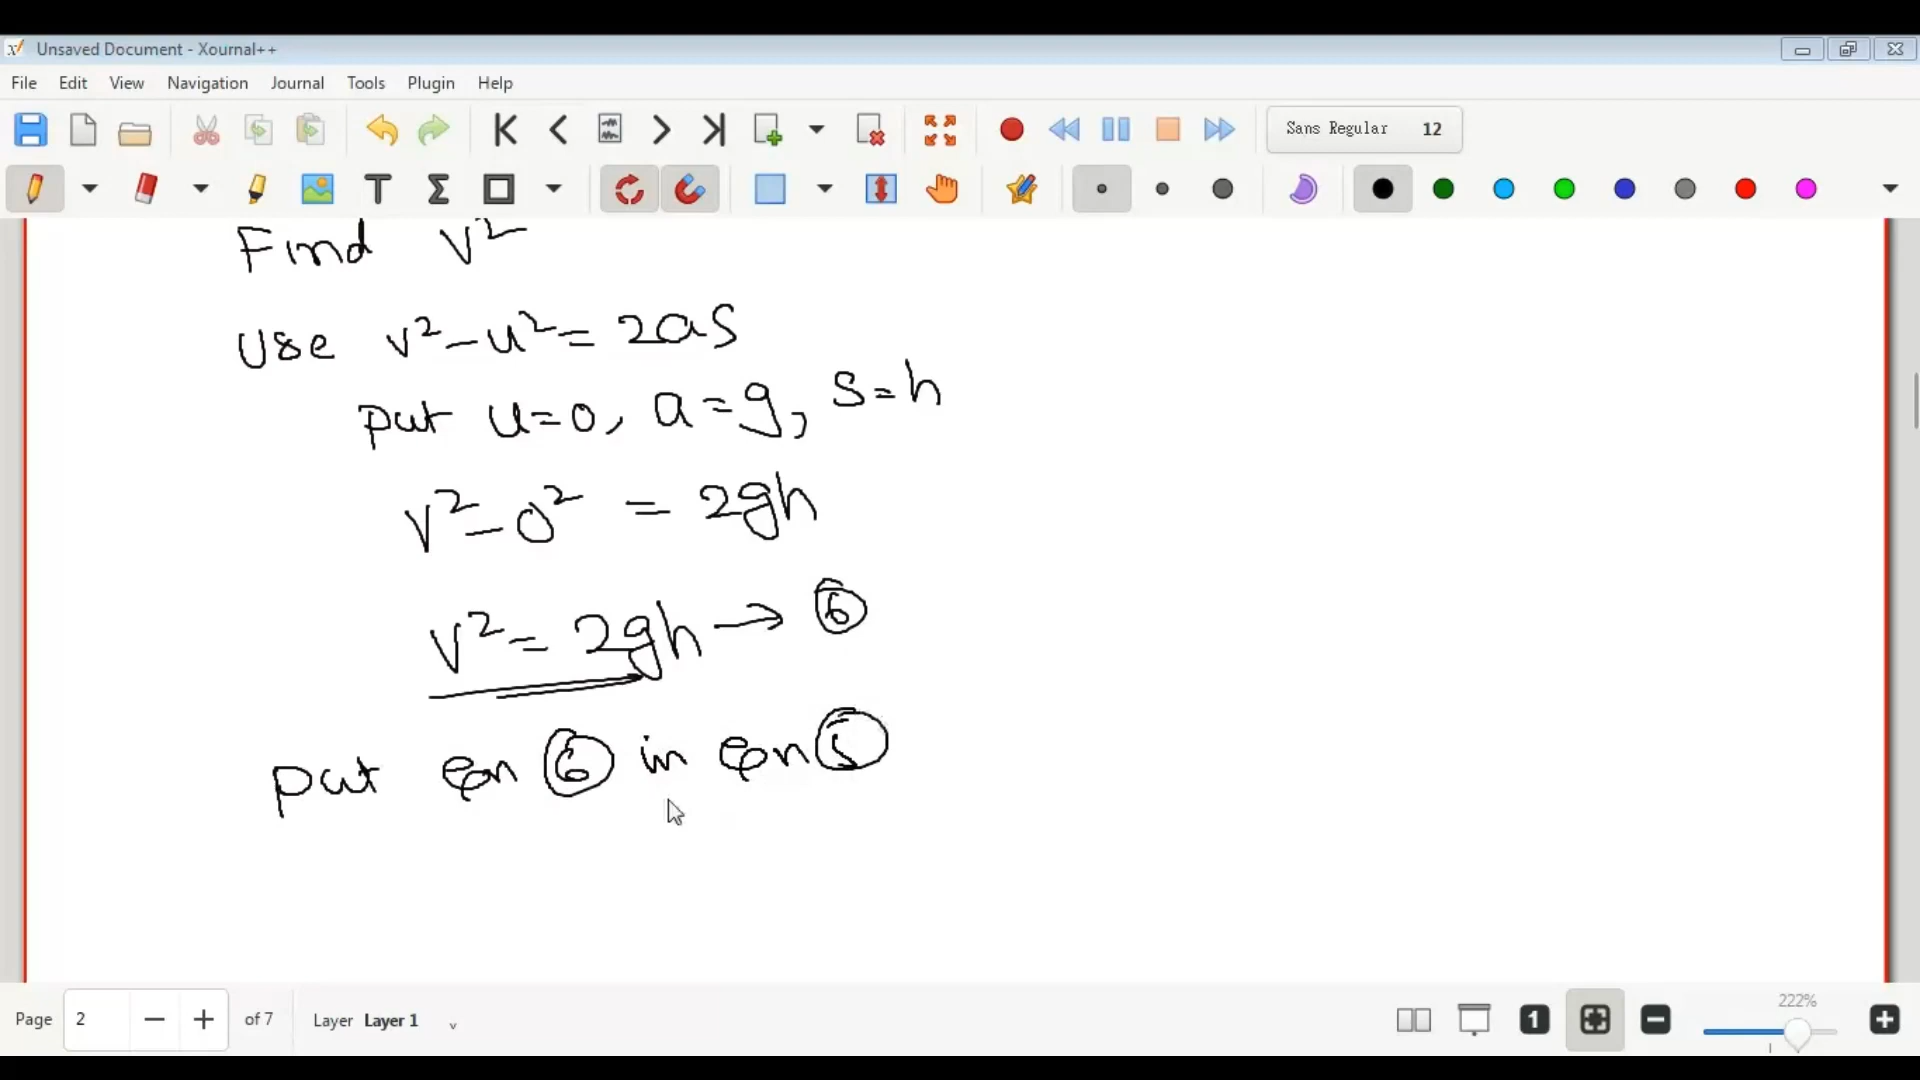 Unsaved Document - Xournal++
File Edit View Navigation Journal Tools Plugin Help
Sans Regular 12
Find v²
Use v² - u² = 2as
put u=0, a=g, s=h
v² - 0² = 2gh
v² = 2gh → ⑥
put eqn ⑥ in eqn ⑤
Page 2 of 7 Layer Layer 1
222%